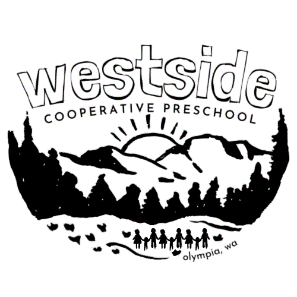 westside
COOPERATIVE PRESCHOOL
olympia, wa